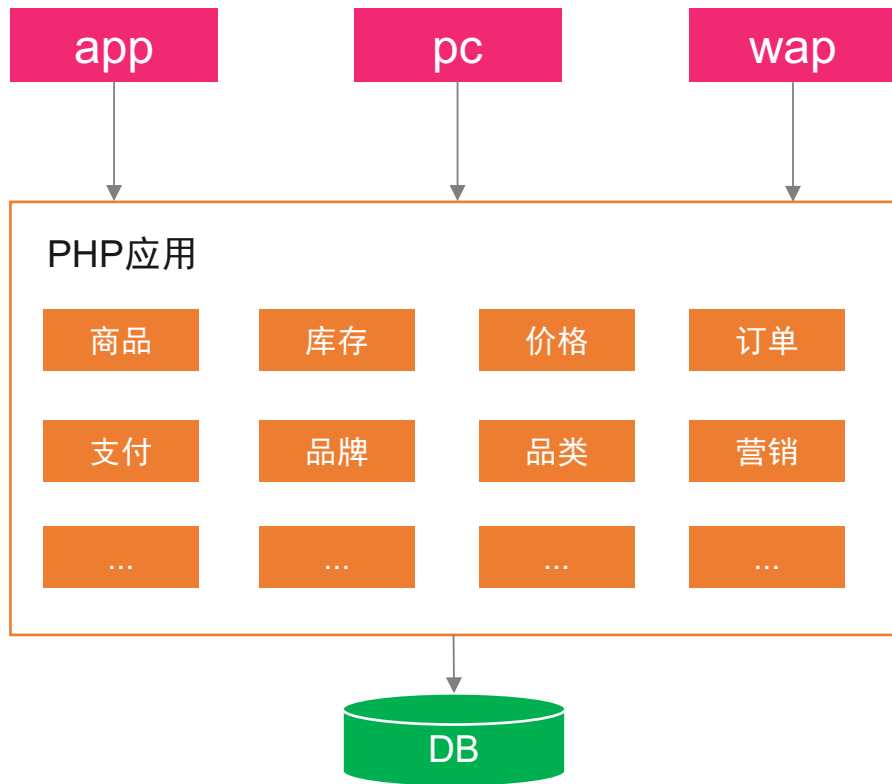 app pc wap
PHP应用
商品 库存 价格 订单
支付 品牌 品类 营销
... ... ... ...
DB